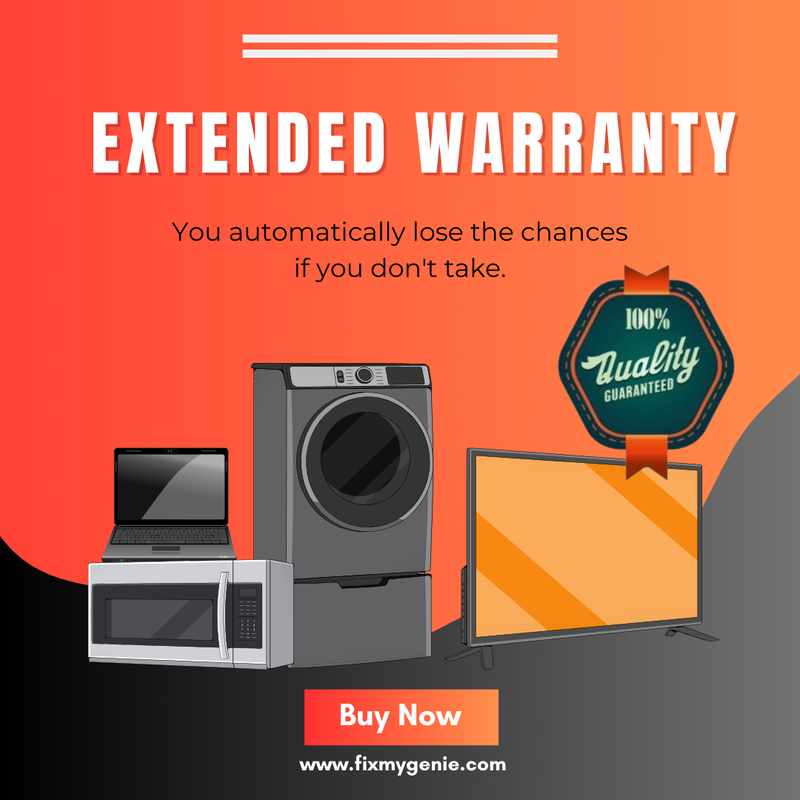 EXTENDED WARRANTY
You automatically lose the chances
if you don't take.
100%
Quality
GUARANTEED
Buy Now
www.fixmygenie.com